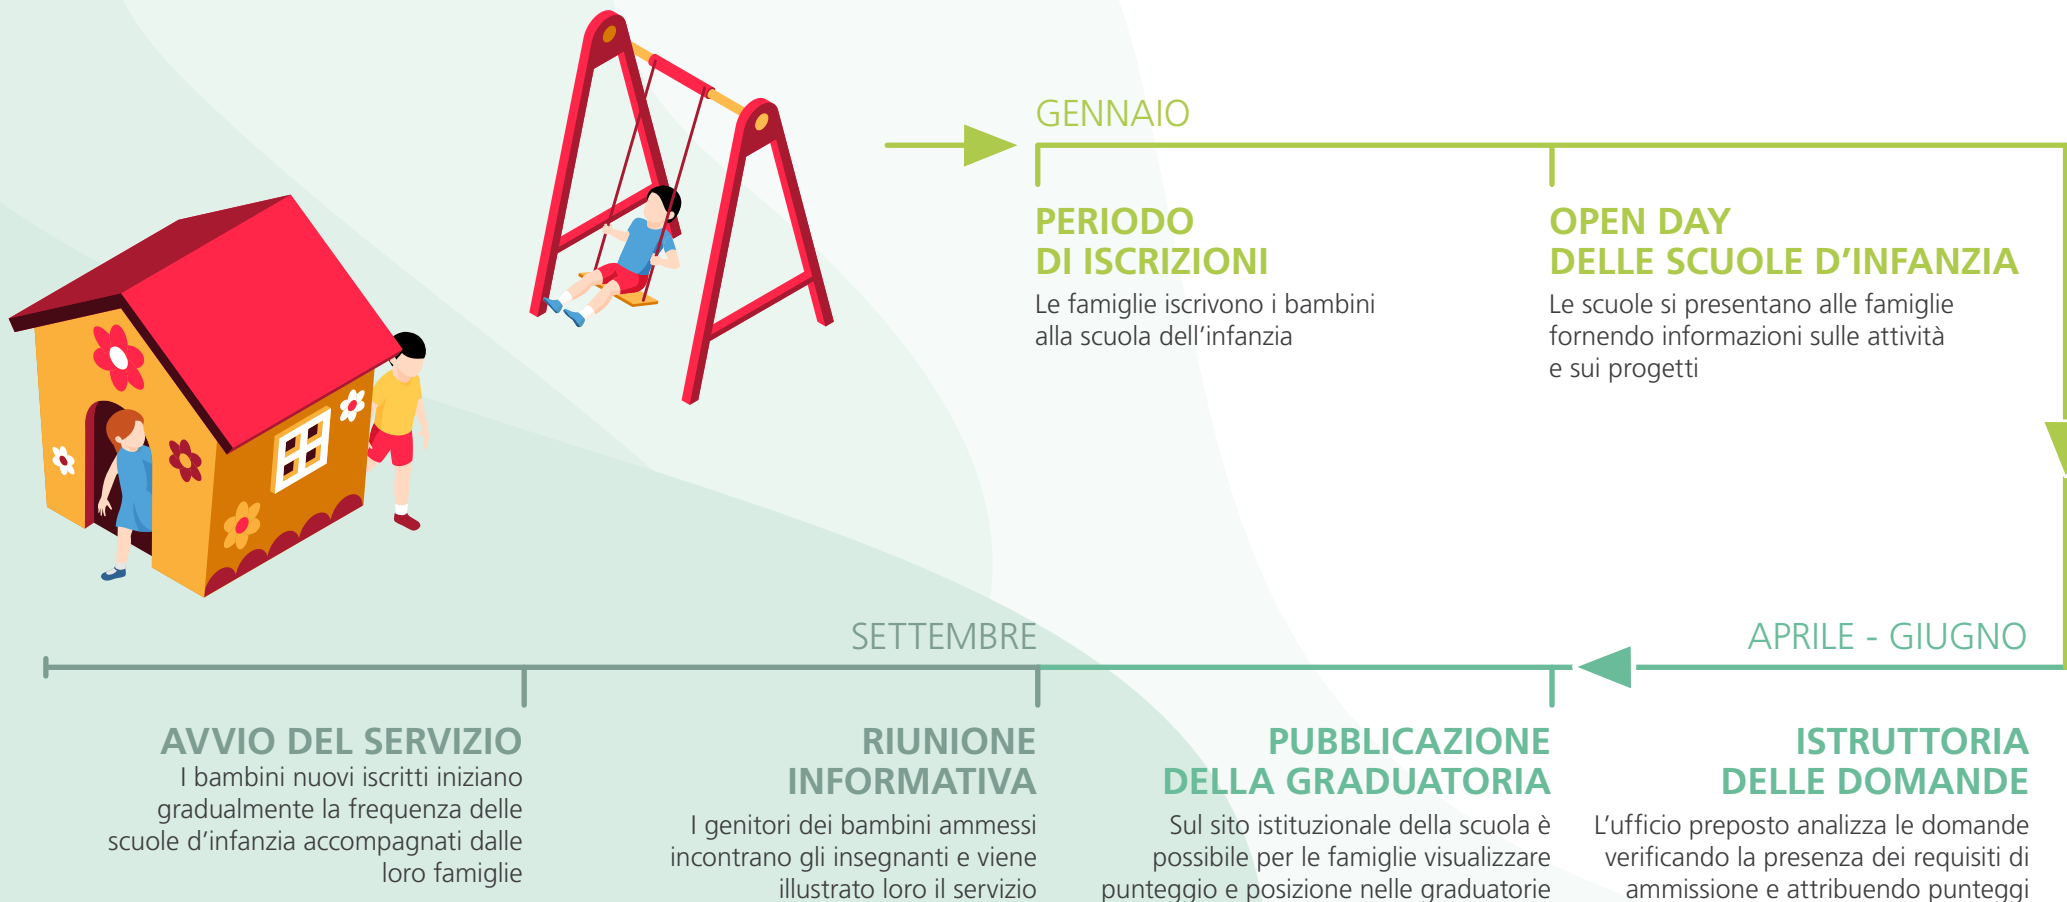 GENNAIO
PERIODO
DI ISCRIZIONI
Le famiglie iscrivono i bambini
alla scuola dell'infanzia
OPEN DAY
DELLE SCUOLE D'INFANZIA
Le scuole si presentano alle famiglie
fornendo informazioni sulle attività
e sui progetti
APRILE - GIUGNO
ISTRUTTORIA
DELLE DOMANDE
L'ufficio preposto analizza le domande
verificando la presenza dei requisiti di
ammissione e attribuendo punteggi
PUBBLICAZIONE
DELLA GRADUATORIA
Sul sito istituzionale della scuola è
possibile per le famiglie visualizzare
punteggio e posizione nelle graduatorie
SETTEMBRE
RIUNIONE
INFORMATIVA
I genitori dei bambini ammessi
incontrano gli insegnanti e viene
illustrato loro il servizio
AVVIO DEL SERVIZIO
I bambini nuovi iscritti iniziano
gradualmente la frequenza delle
scuole d'infanzia accompagnati dalle
loro famiglie